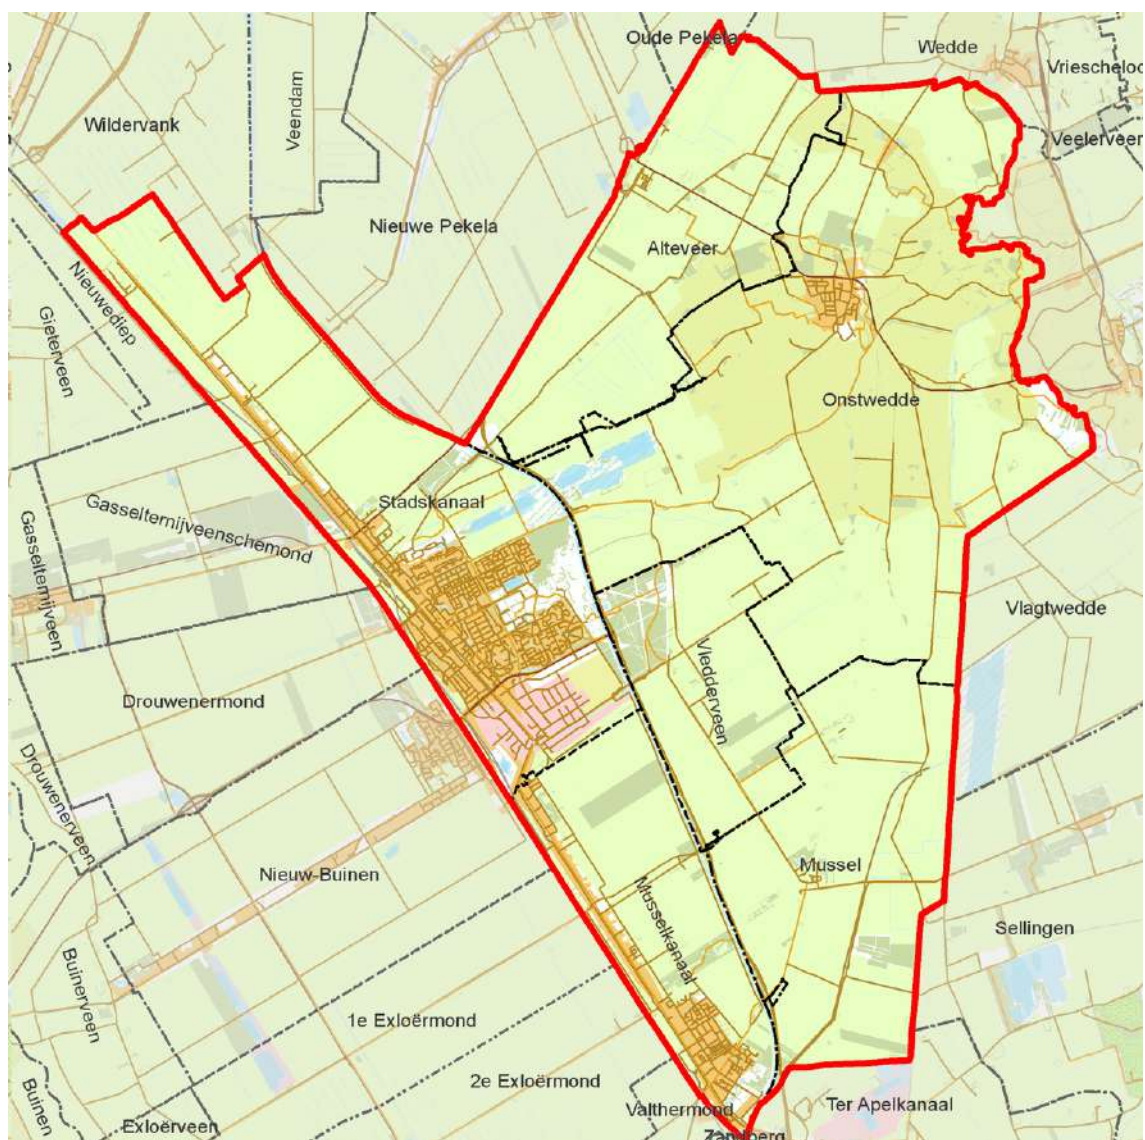 Oude Pekela
Wedde
Vriescheloo
Wildervank
Veendam
Veelerveen
Nieuwe Pekela
Alteveer
Nieuwediep
Gieterveen
Onstwedde
Stadskanaal
Gasselternijveenschemond
Gasselternijveen
Vlagtwedde
Vledderveen
Drouwenermond
Drouwenerveen
Nieuw-Buinen
Mussel
Musselkanaal
Sellingen
Buinerveen
1e Exloërmond
2e Exloërmond
Valthermond
Ter Apelkanaal
Buinen
Exloërveen
Zandberg